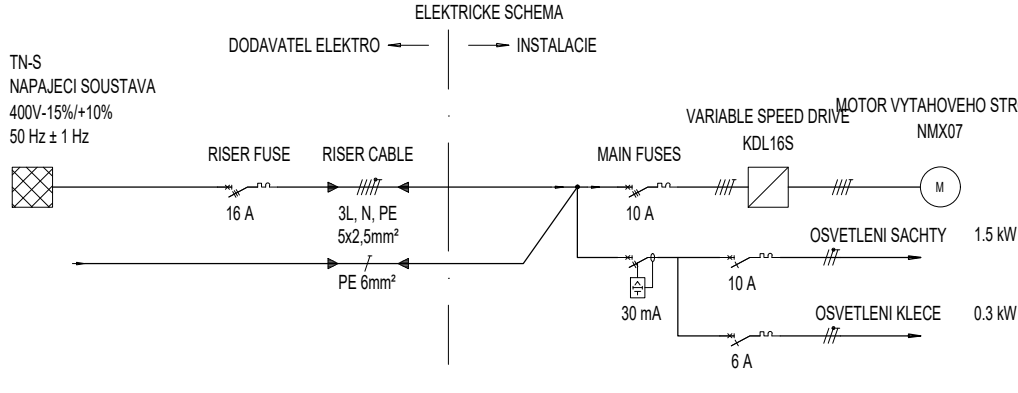 ELEKTRICKE SCHEMA
DODAVATEL ELEKTRO
INSTALACIE
TN-S
NAPAJECI SOUSTAVA
400V-15%/+10%
50 Hz ± 1 Hz
RISER FUSE
16 A
RISER CABLE
3L, N, PE
5x2,5mm²
PE 6mm²
MAIN FUSES
10 A
VARIABLE SPEED DRIVE
KDL16S
MOTOR VYTAHOVEHO STR
NMX07
M
30 mA
OSVETLENI SACHTY
1.5 kW
10 A
OSVETLENI KLECE
0.3 kW
6 A